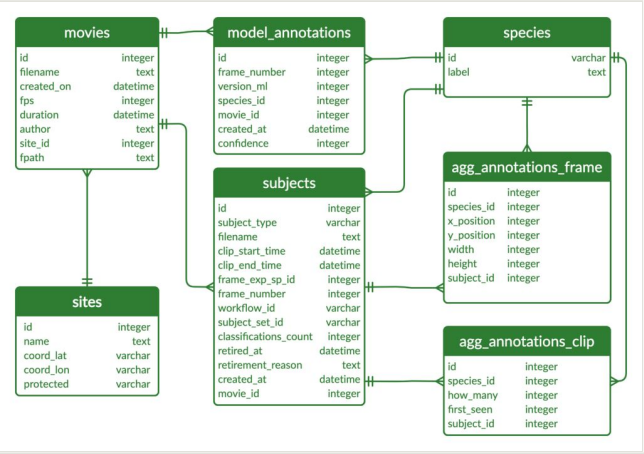 movies
id integer
filename text
created_on datetime
fps integer
duration datetime
author text
site_id integer
fpath text
model_annotations
id integer
frame_number integer
version_ml integer
species_id integer
movie_id integer
created_at datetime
confidence integer
species
id varchar
label text
subjects
id integer
subject_type varchar
filename text
clip_start_time datetime
clip_end_time datetime
frame_exp_sp_id integer
frame_number integer
workflow_id varchar
subject_set_id varchar
classifications_count integer
retired_at datetime
retirement_reason text
created_at datetime
movie_id integer
agg_annotations_frame
id integer
species_id integer
x_position integer
y_position integer
width integer
height integer
subject_id integer
sites
id integer
name text
coord_lat varchar
coord_lon varchar
protected varchar
agg_annotations_clip
id integer
species_id integer
how_many integer
first_seen integer
subject_id integer